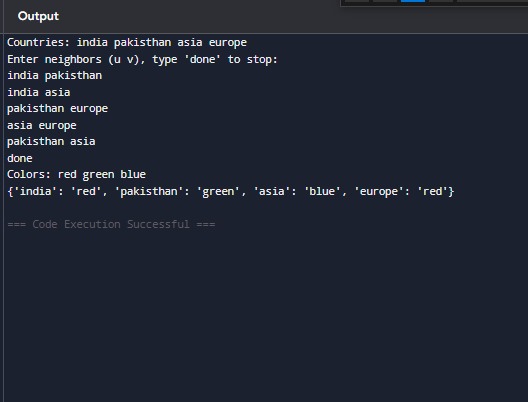 Output
Countries: india pakisthan asia europe
Enter neighbors (u v), type 'done' to stop:
india pakisthan
india asia
pakisthan europe
asia europe
pakisthan asia
done
Colors: red green blue
{'india': 'red', 'pakisthan': 'green', 'asia': 'blue', 'europe': 'red'}
=== Code Execution Successful ===